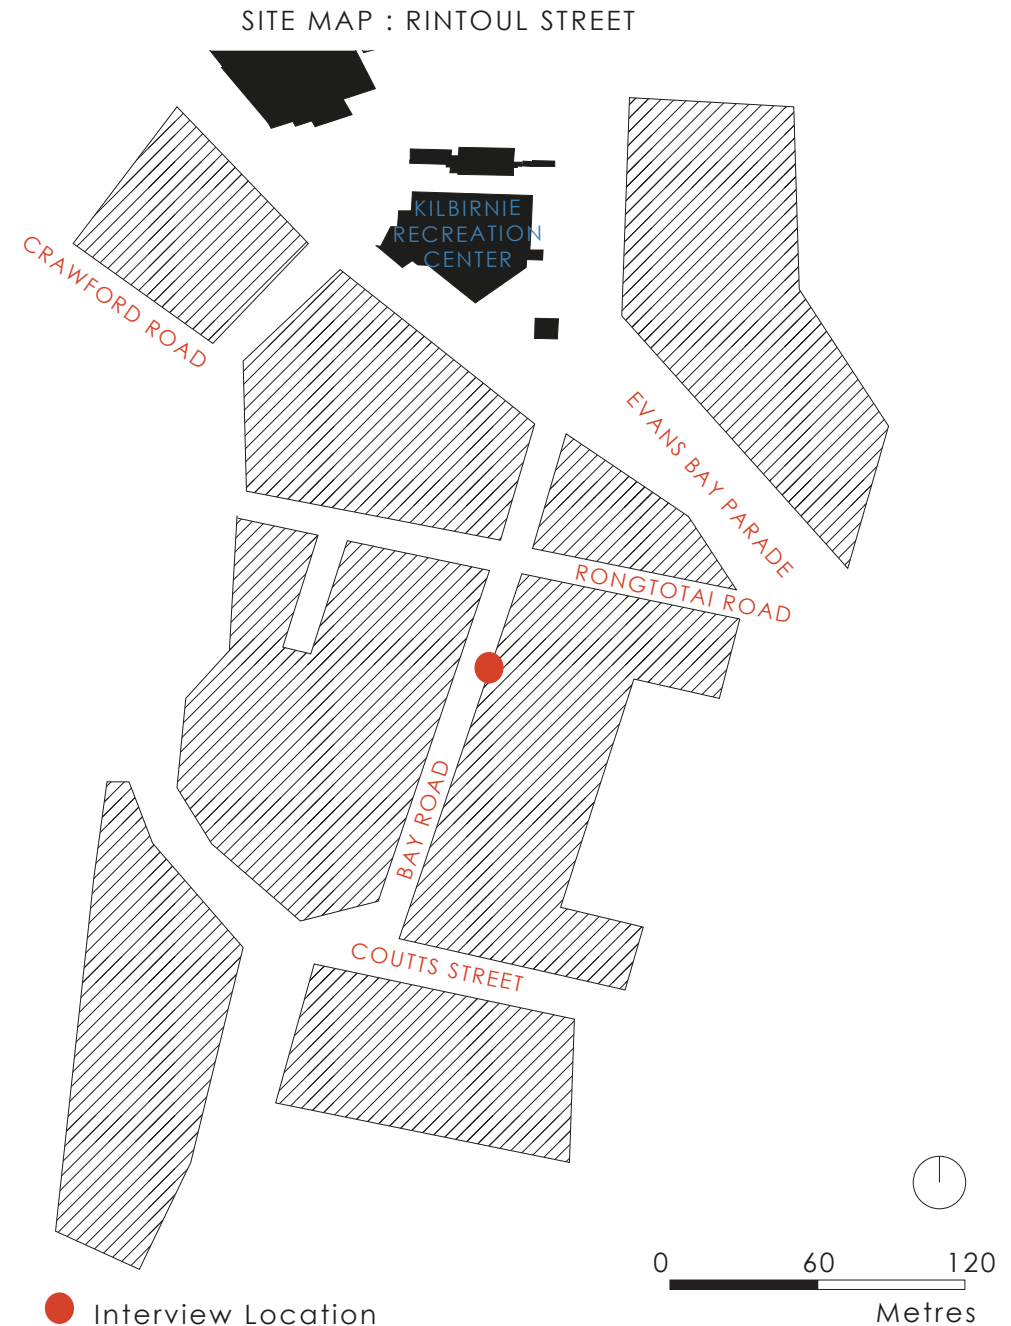 SITE MAP : RINTOUL STREET
KILBIRNIE
RECREATION
CENTER
CRAWFORD ROAD
EVANS BAY PARADE
RONGTOTAI ROAD
BAY ROAD
COUTTS STREET
0 60 120
Metres
Interview Location